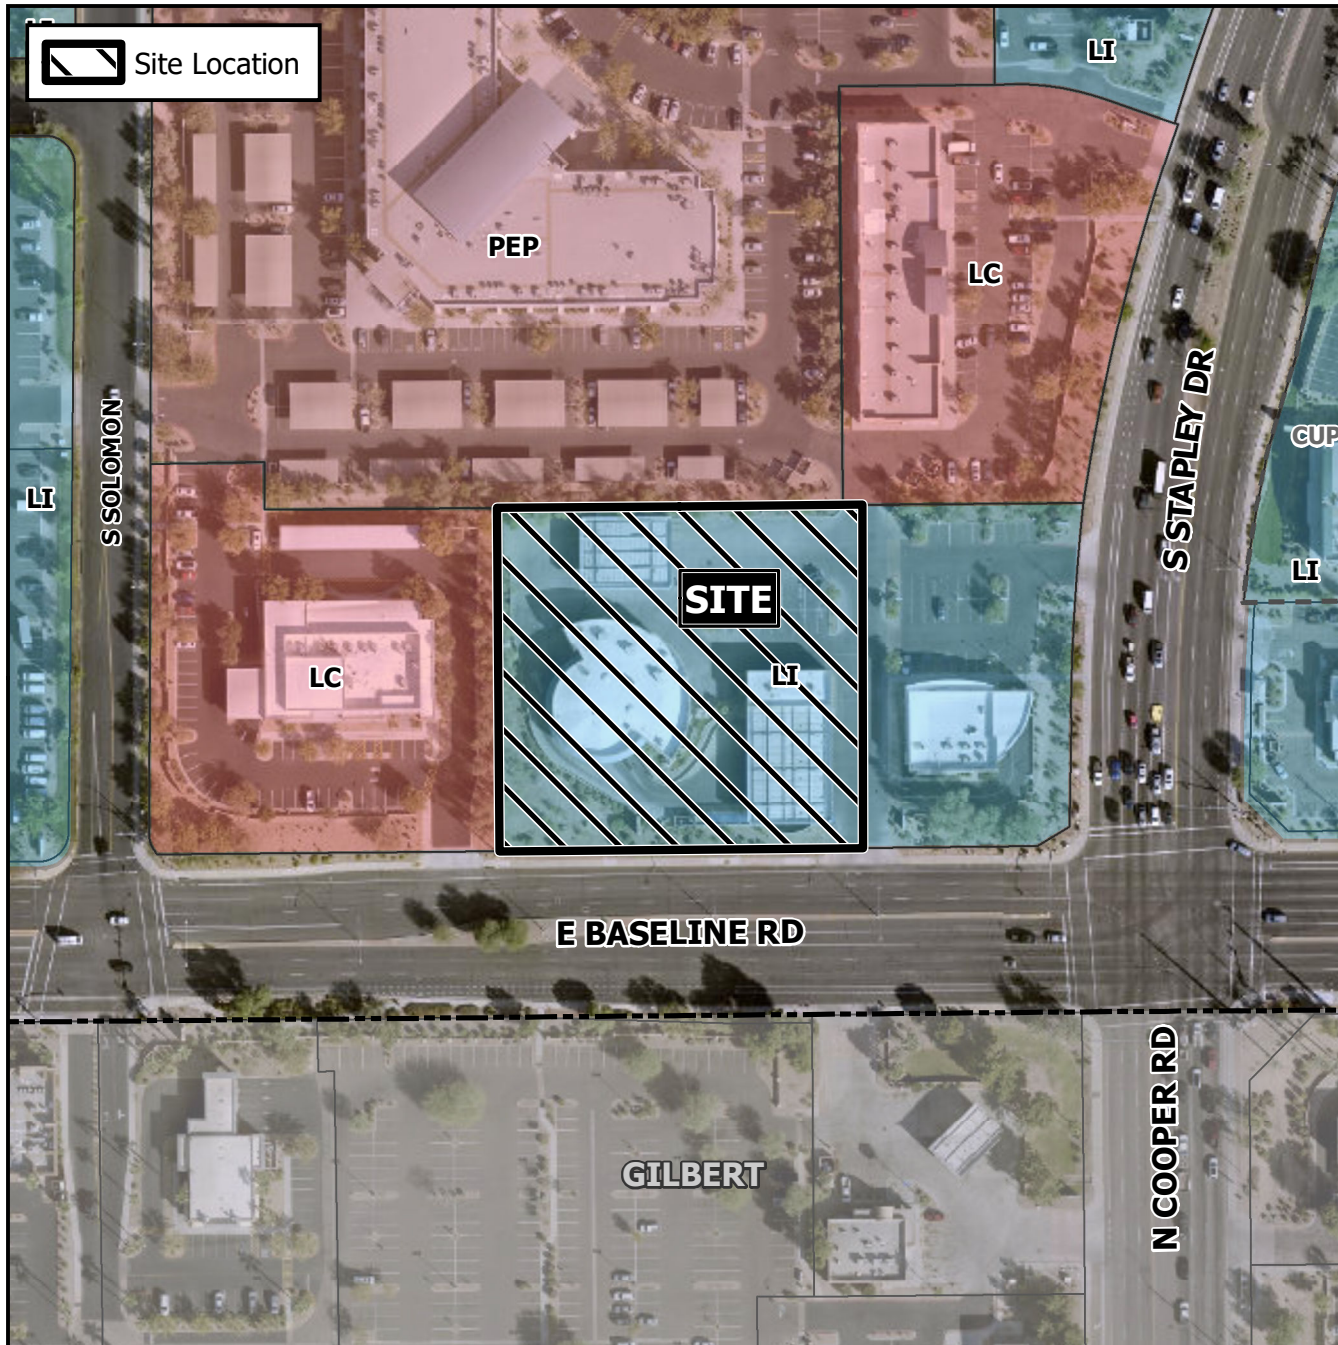 Site Location
LI
PEP
LC
S STAPLEY DR
CUP
S SOLOMON
LI
LI
SITE
LC
LI
E BASELINE RD
N COOPER RD
GILBERT